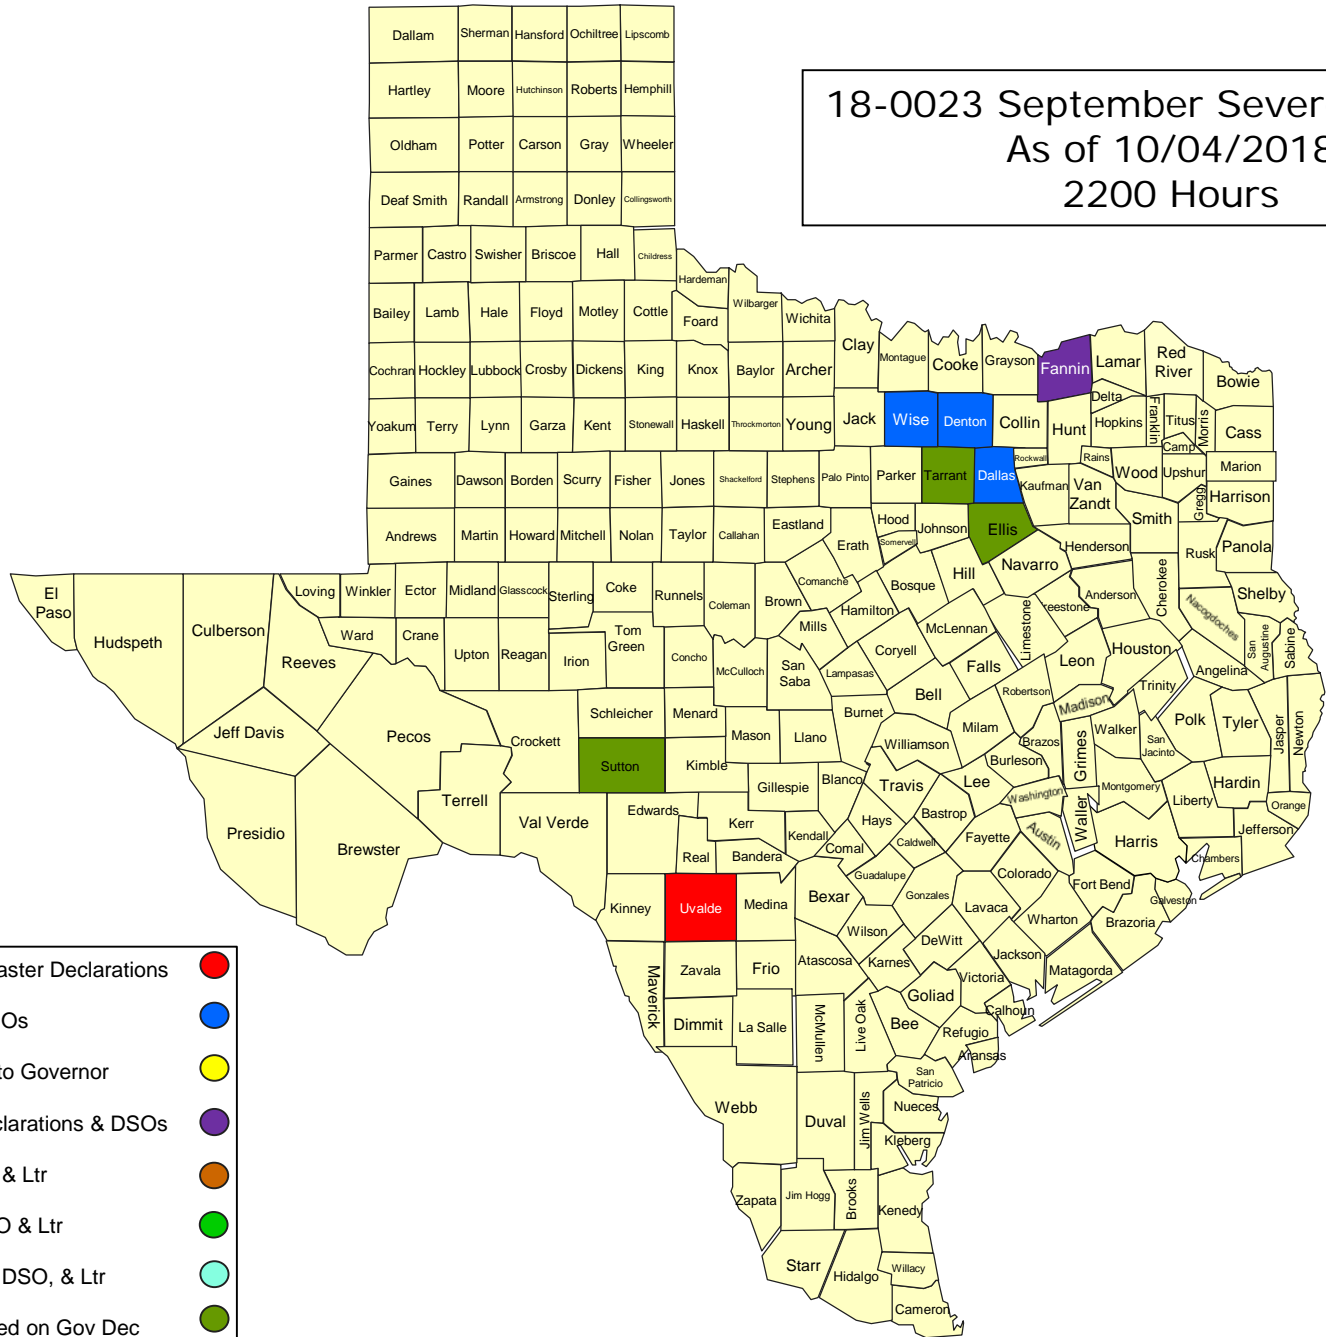 Dallam Sherman Hansford Ochiltree Lipscomb
Hartley Moore Hutchinson Roberts Hemphill
18-0023 September Sever
As of 10/04/2018
2200 Hours
Oldham Potter Carson Gray Wheeler
Deaf Smith Randall Armstrong Donley Collingsworth
Parmer Castro Swisher Briscoe Hall Childress
Hardeman
Bailey Lamb Hale Floyd Motley Cottle Foard Wilbarger Wichita
Clay Montague Cooke Grayson Fannin Lamar Red
River Bowie
Cochran Hockley Lubbock Crosby Dickens King Knox Baylor Archer
Delta
Yoakum Terry Lynn Garza Kent Stonewall Haskell Throckmorton Young Jack Wise Denton Collin Hunt Hopkins Franklin Titus Morris Cass
Camp
Gaines Dawson Borden Scurry Fisher Jones Shackelford Stephens Palo Pinto Parker Tarrant Dallas Rockwall Kaufman Rains Van
Zandt Wood Upshur Marion
Gregg Harrison
Andrews Martin Howard Mitchell Nolan Taylor Callahan Eastland Erath Hood Somervell Johnson Ellis Henderson Smith Rusk Panola
El
Paso Hudspeth Culberson Loving Winkler Ector Midland Glasscock Sterling Coke Runnels Coleman Brown Comanche Bosque Hill Navarro Anderson Cherokee Shelby
Hamilton Limestone reestone Nacogdoches
Reeves Ward Crane Upton Reagan Irion Tom
Green Concho McCulloch San
Saba Mills Lampasas Coryell McLennan Falls Leon Houston San
Augustine Sabine
Angelina Trinity
Jeff Davis Pecos Crockett Schleicher Menard Mason Llano Burnet Bell Milam Robertson Madison Walker San
Jacinto Polk Tyler Jasper Newton
Williamson Brazos Grimes
Presidio Brewster Terrell Val Verde Sutton Kimble Gillespie Blanco Travis Lee Burleson Washington Montgomery Liberty Hardin
Orange
Edwards Kerr Kendall Hays Bastrop Caldwell Fayette Austin Waller Harris Jefferson
Chambers
Real Bandera Comal Guadalupe Gonzales Colorado Fort Bend Galveston
Kinney Uvalde Medina Bexar Wilson Lavaca Wharton Brazoria
DeWitt
Maverick Zavala Frio Atascosa Karnes Victoria Jackson Matagorda
Goliad Calhoun
Dimmit La Salle McMullen Live Oak Bee Refugio
Aransas
San
Patricio
Webb Duval Jim Wells Nueces
Kleberg
Zapata Jim Hogg Brooks Kenedy
Starr Hidalgo Willacy
Cameron
aster Declarations
Os
to Governor
clarations & DSOs
& Ltr
O & Ltr
DSO, & Ltr
ed on Gov Dec